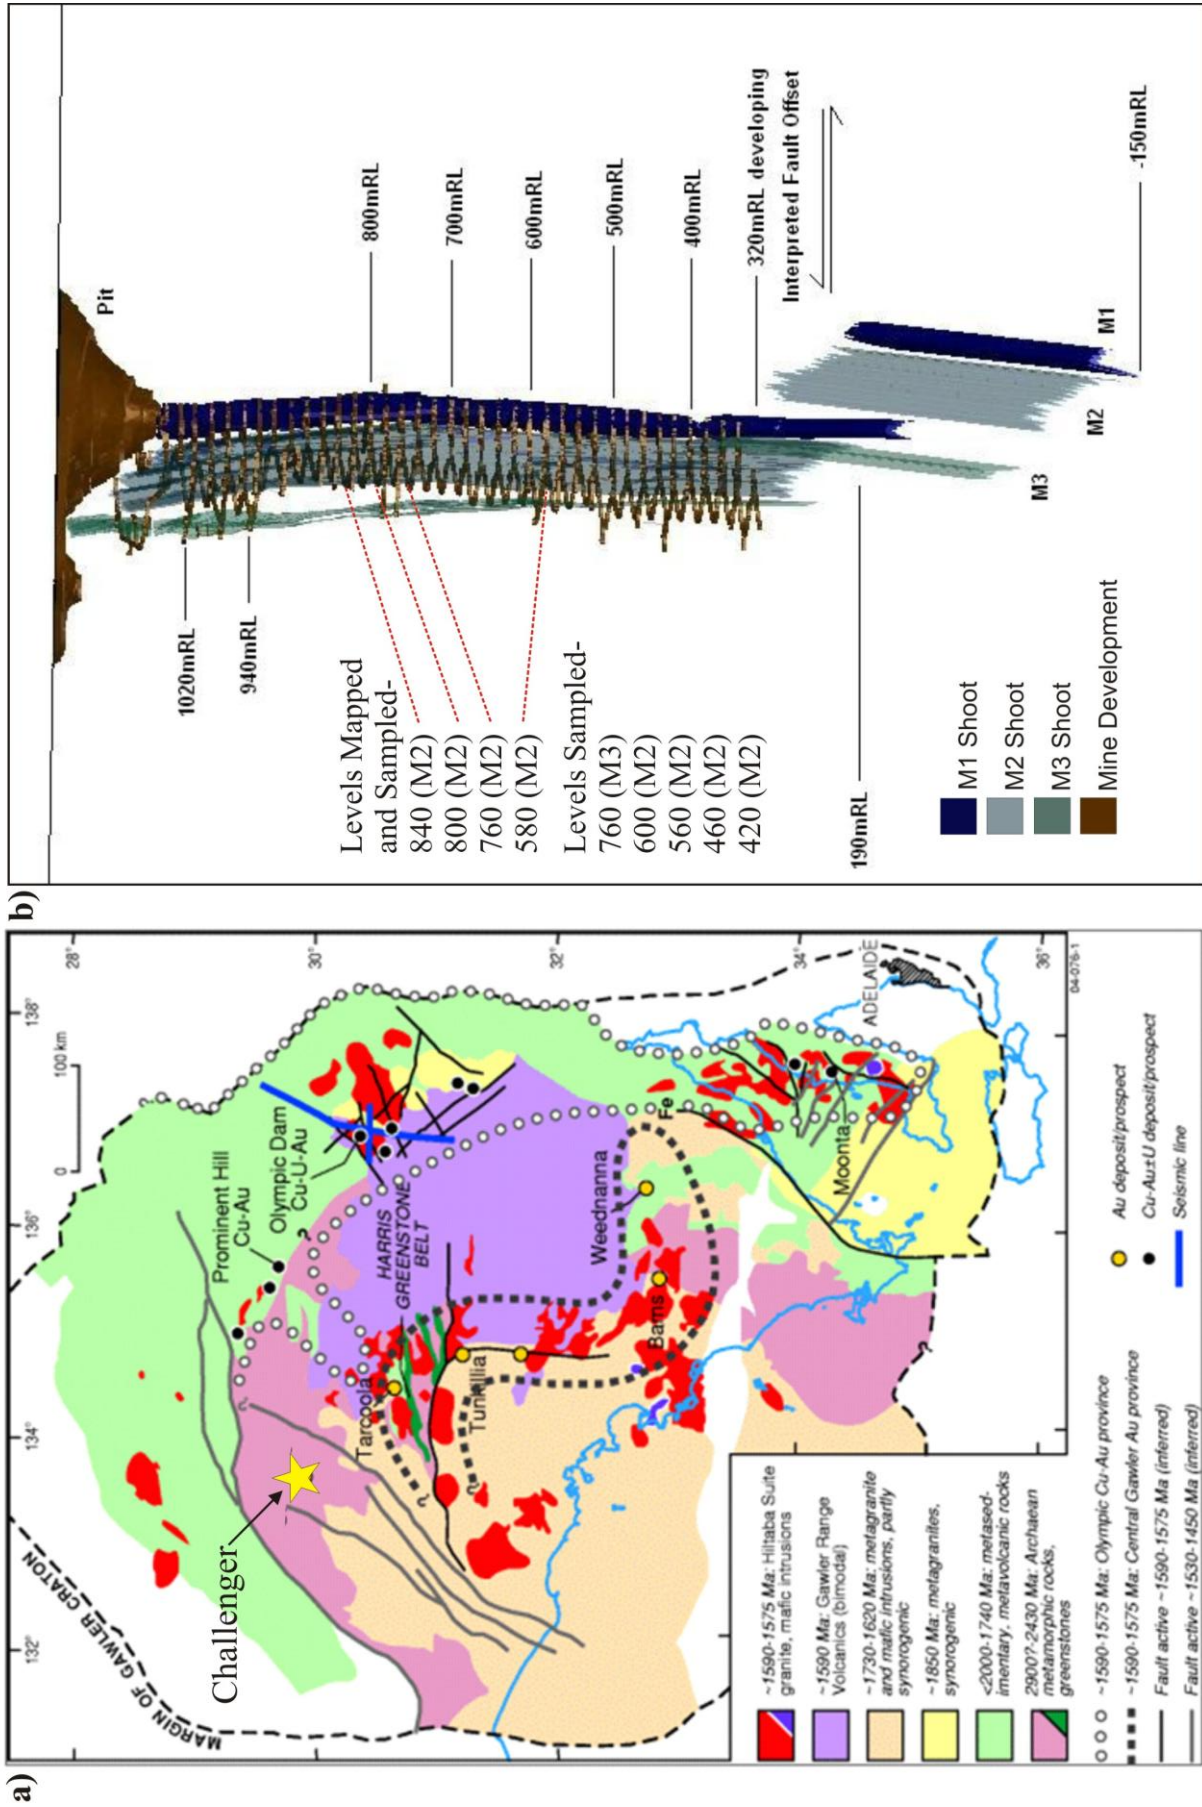 a)
MARGIN OF GAWLER CRATON
132°
134°
136°
138°
0
100 km
28°
30°
32°
34°
36°
Challenger
Prominent Hill
Cu-Au
Olympic Dam
Cu-U-Au
?
HARRIS
GREENSTONE
BELT
Tarcoola
?
Tunkillia
?
?
Weednanna
Barns
Fe
Moonta
ADELAIDE
?
04-076-1
~1590-1575 Ma: Hiltaba Suite
granite, mafic intrusions
~1590 Ma: Gawler Range
Volcanics (bimodal)
~1730-1620 Ma: metagranite
and mafic intrusions, partly
synorogenic
~1850 Ma: metagranites,
synorogenic
<2000-1740 Ma: metased-
imentary, metavolcanic rocks
2900?-2430 Ma: Archaean
metamorphic rocks,
greenstones
~1590-1575 Ma: Olympic Cu-Au province
~1590-1575 Ma: Central Gawler Au province
Fault active ~1590-1575 Ma (inferred)
Fault active ~1530-1450 Ma (inferred)
Au deposit/prospect
Cu-Au±U deposit/prospect
Seismic line
b)
Pit
1020mRL
940mRL
800mRL
700mRL
600mRL
500mRL
400mRL
320mRL developing
Interpreted Fault Offset
190mRL
-150mRL
M1
M2
M3
Levels Mapped
and Sampled-
840 (M2)
800 (M2)
760 (M2)
580 (M2)
Levels Sampled-
760 (M3)
600 (M2)
560 (M2)
460 (M2)
420 (M2)
M1 Shoot
M2 Shoot
M3 Shoot
Mine Development